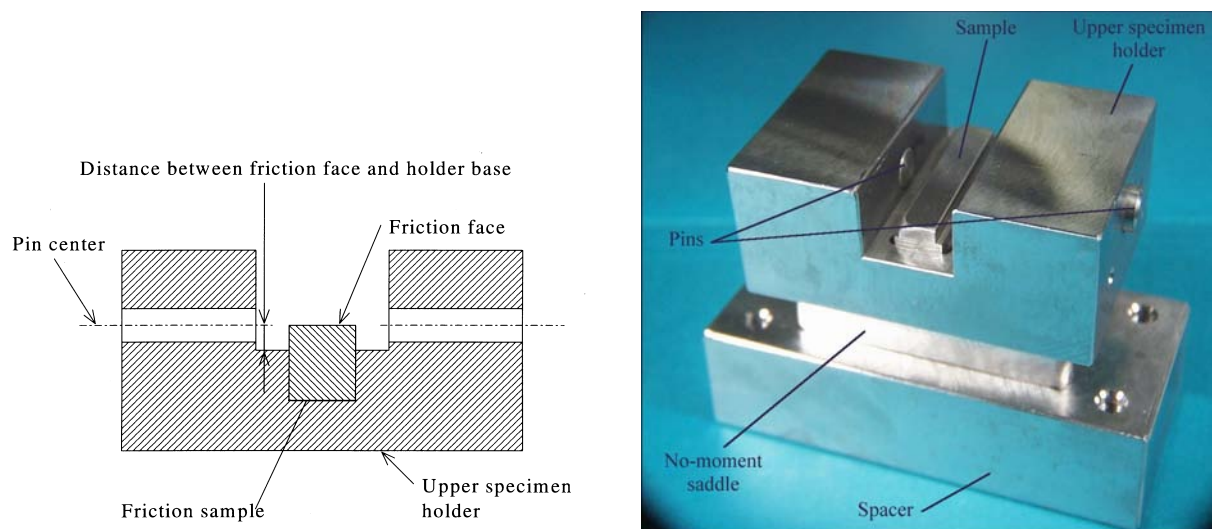 Distance between friction face and holder base
Pin center
Friction face
Friction sample
Upper specimen
holder
Sample
Upper specimen
holder
Pins
No-moment
saddle
Spacer